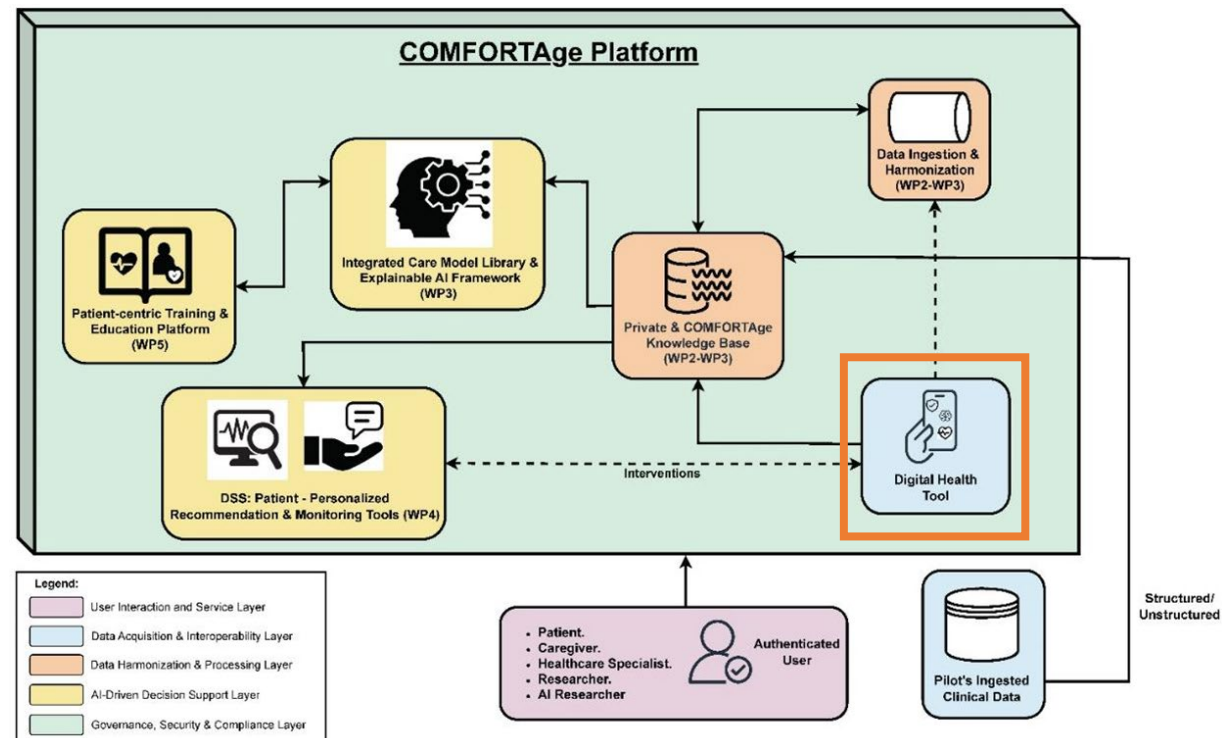 COMFORTAge Platform
Data Ingestion &
Harmonization
(WP2-WP3)
Integrated Care Model Library &
Explainable AI Framework
(WP3)
Patient-centric Training &
Education Platform
(WP5)
Private & COMFORTAge
Knowledge Base
(WP2-WP3)
Digital Health
Tool
Interventions
DSS: Patient - Personalized
Recommendation & Monitoring Tools (WP4)
Legend:
User Interaction and Service Layer
Data Acquisition & Interoperability Layer
Data Harmonization & Processing Layer
AI-Driven Decision Support Layer
Governance, Security & Compliance Layer
• Patient.
• Caregiver.
• Healthcare Specialist.
• Researcher.
• AI Researcher
Authenticated
User
Pilot's Ingested
Clinical Data
Structured/
Unstructured